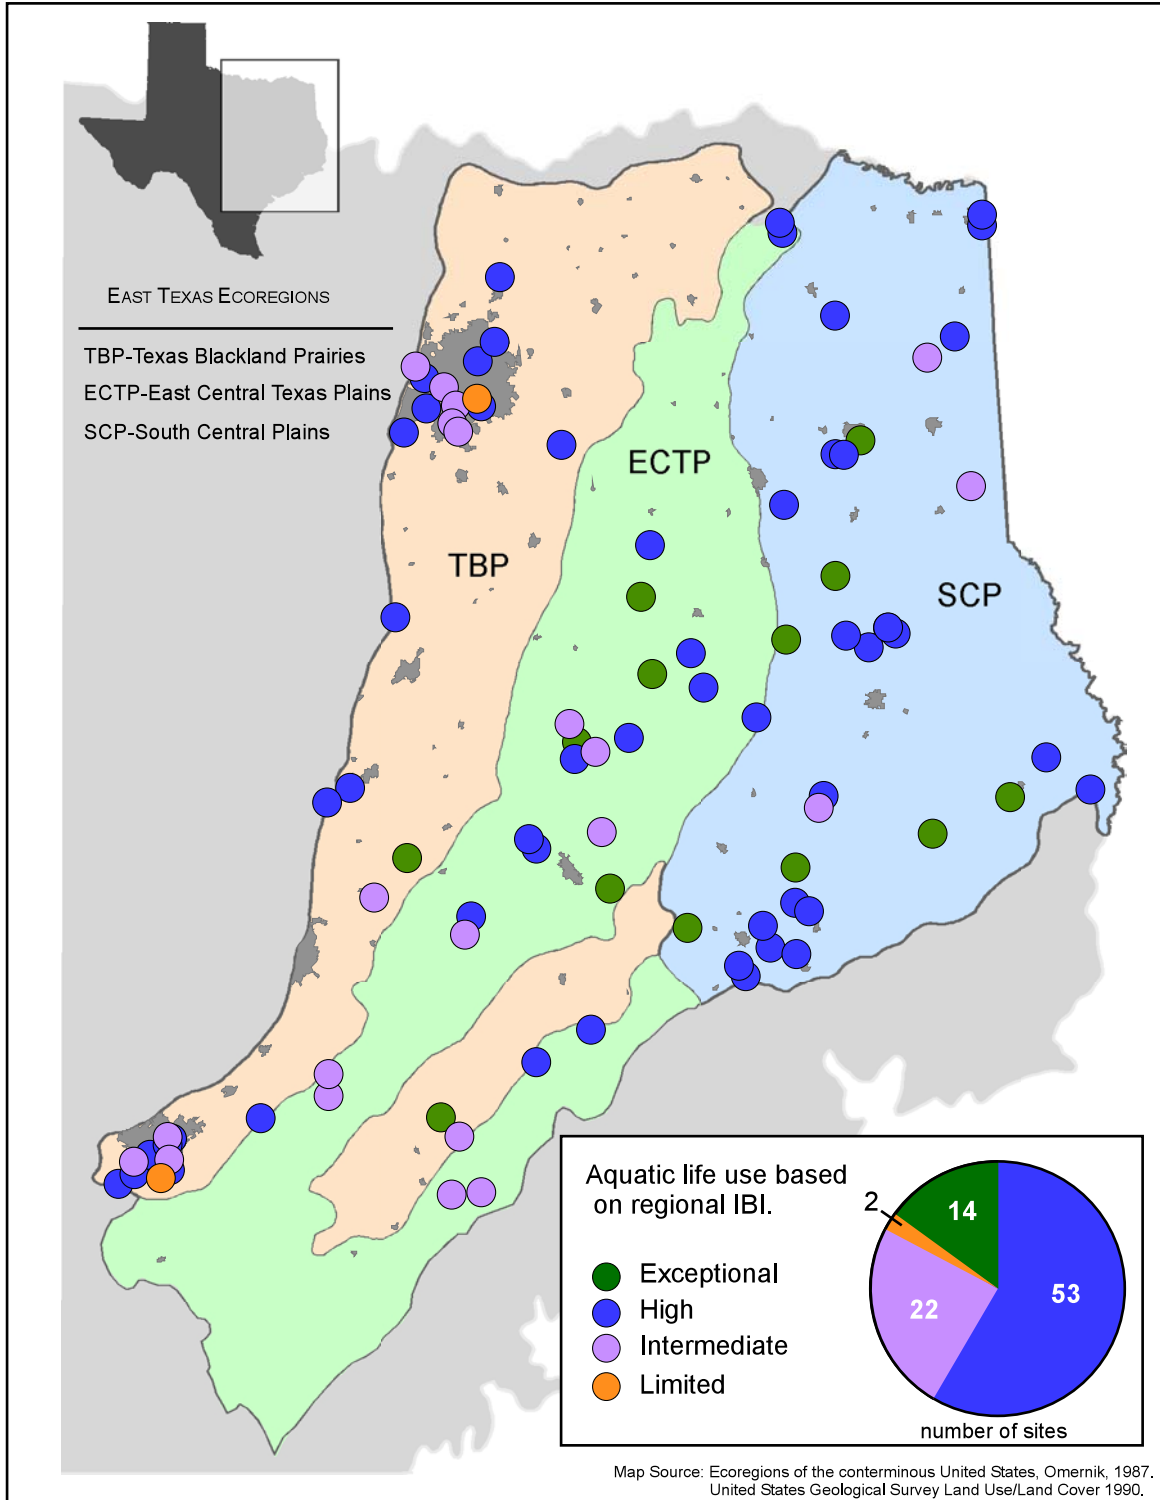 EAST TEXAS ECOREGIONS
TBP-Texas Blackland Prairies
ECTP-East Central Texas Plains
SCP-South Central Plains
ECTP
TBP
SCP
Aquatic life use based
on regional IBI.
Exceptional
High
Intermediate
Limited
2
14
53
22
number of sites
Map Source: Ecoregions of the conterminous United States, Omernik, 1987.
United States Geological Survey Land Use/Land Cover 1990.